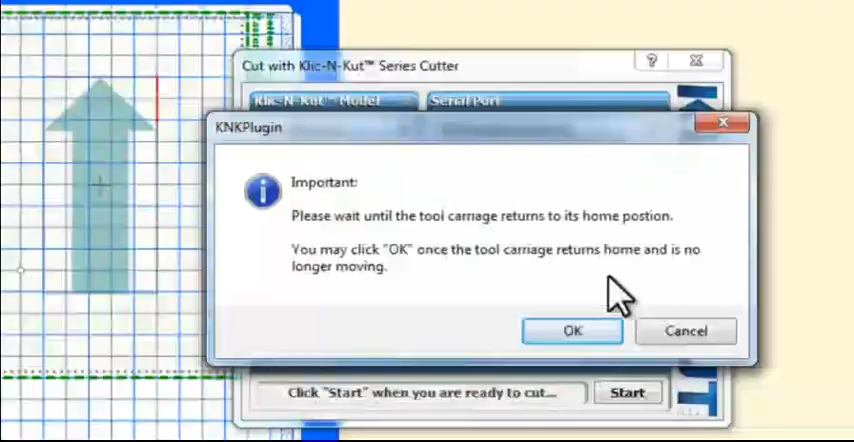 Cut with Klic-N-Kut™ Series Cutter
Klic-N-Kut™ Model
Serial Port
KNKPlugin
Important:
Please wait until the tool carriage returns to its home postion.
You may click "OK" once the tool carriage returns home and is no
longer moving.
OK
Cancel
Click "Start" when you are ready to cut...
Start